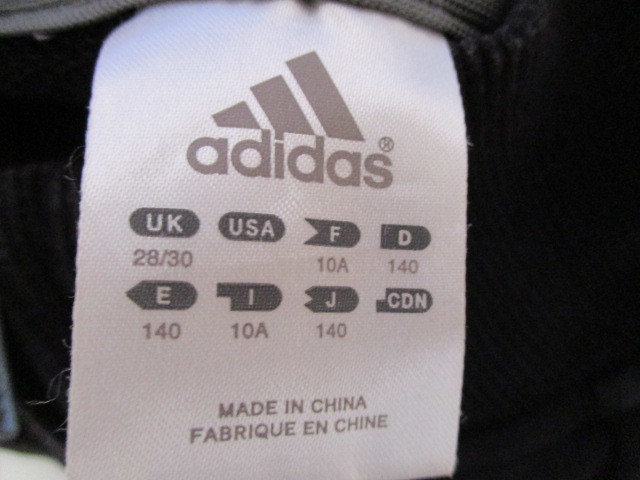 adidas®
UK USA F D
28/30 10A 140
E I J CDN
140 10A 140
MADE IN CHINA
FABRIQUE EN CHINE